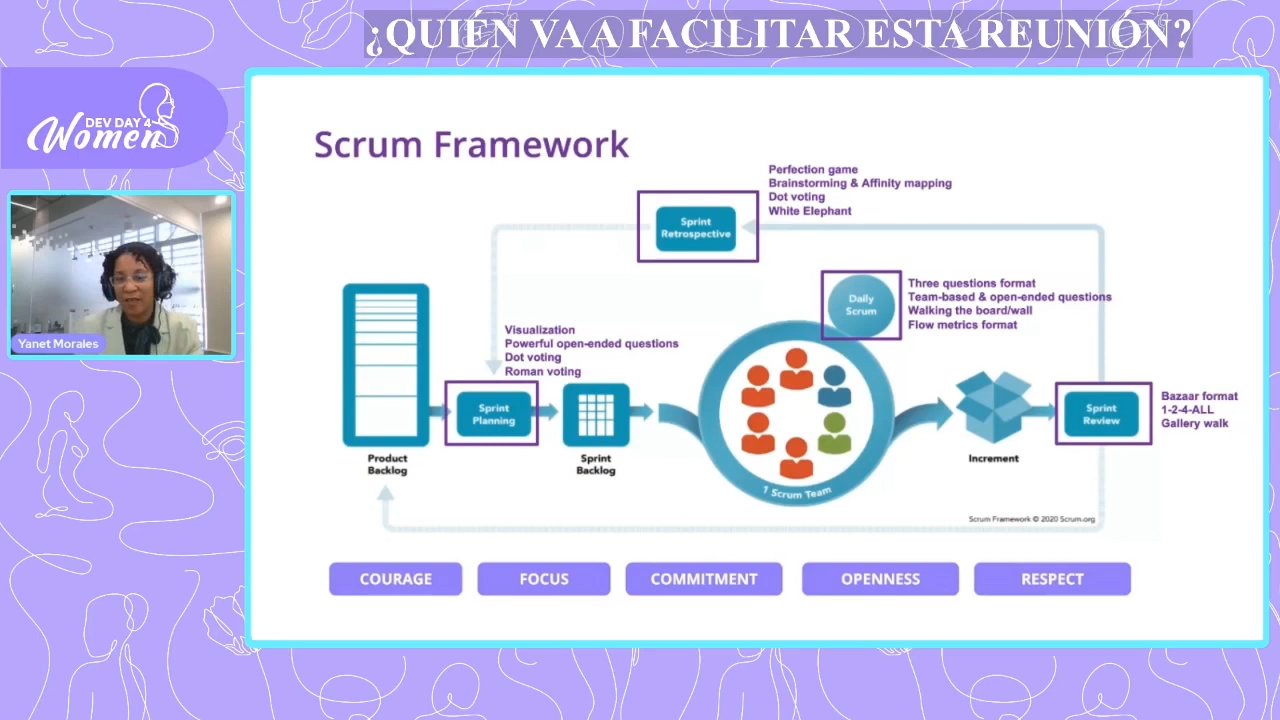 ¿QUIÉN VA A FACILITAR ESTA REUNIÓN?
DEV DAY 4
Women
Yanet Morales
Scrum Framework
Perfection game
Brainstorming & Affinity mapping
Dot voting
White Elephant
Sprint
Retrospective
Daily
Scrum
Three questions format
Team-based & open-ended questions
Walking the board/wall
Flow metrics format
Visualization
Powerful open-ended questions
Dot voting
Roman voting
Sprint
Planning
Product
Backlog
Sprint
Backlog
1 Scrum Team
Increment
Sprint
Review
Bazaar format
1-2-4-ALL
Gallery walk
Scrum Framework © 2020 Scrum.org
COURAGE
FOCUS
COMMITMENT
OPENNESS
RESPECT